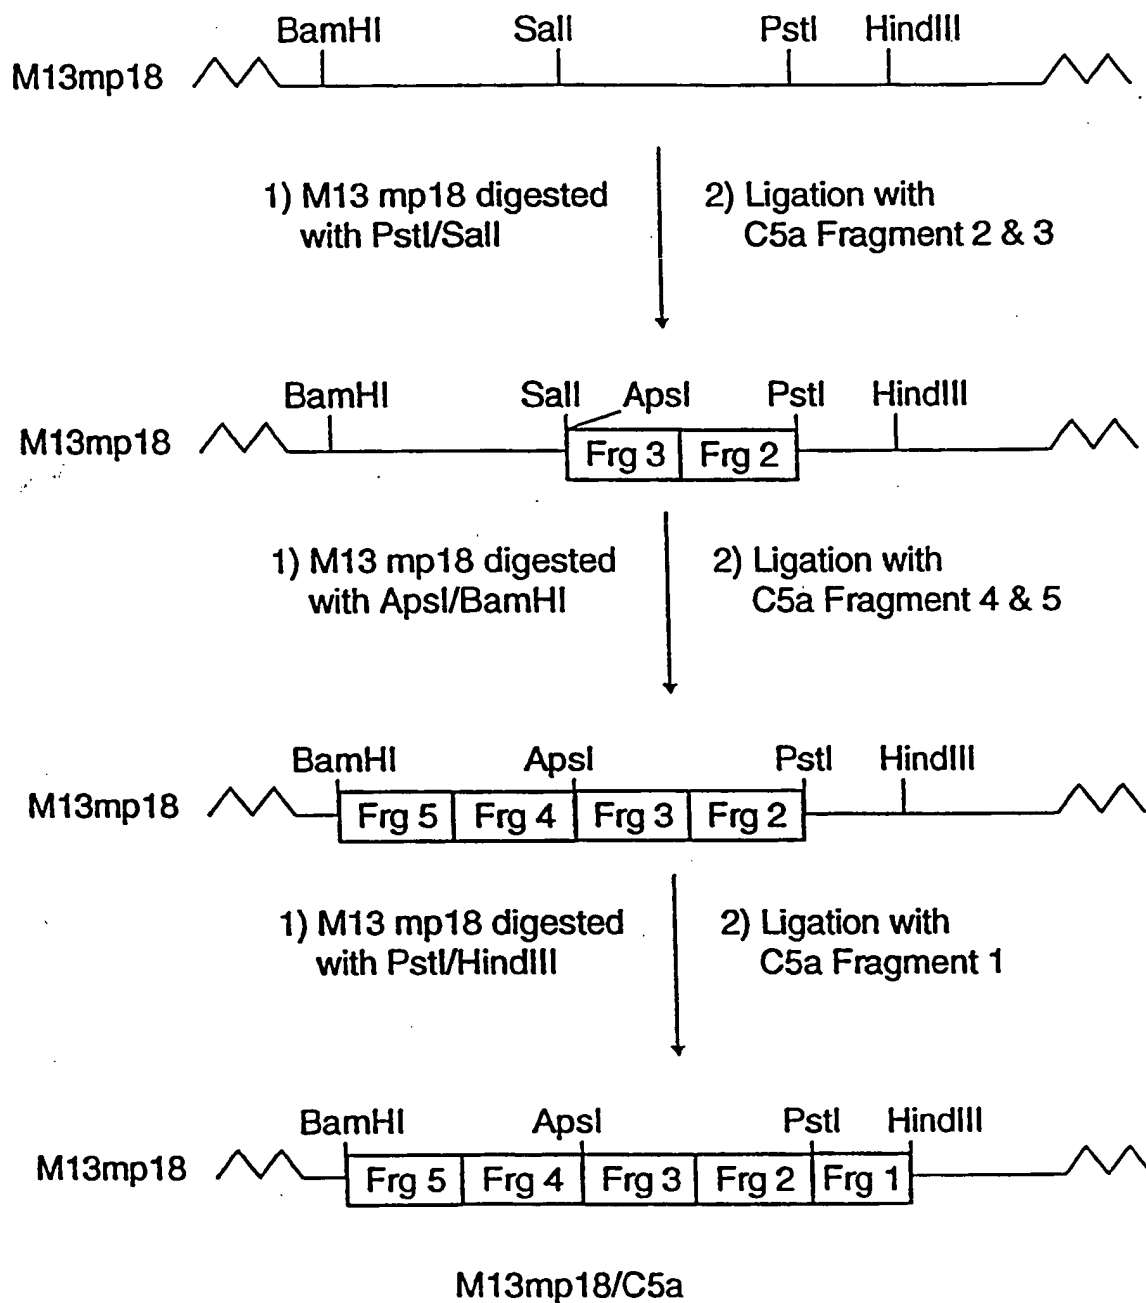 BamHI SalI PstI HindIII
M13mp18
1) M13 mp18 digested
with PstI/SalI
2) Ligation with
C5a Fragment 2 & 3
BamHI SalI ApsI PstI HindIII
M13mp18
Frg 3 Frg 2
1) M13 mp18 digested
with ApsI/BamHI
2) Ligation with
C5a Fragment 4 & 5
BamHI ApsI PstI HindIII
M13mp18
Frg 5 Frg 4 Frg 3 Frg 2
1) M13 mp18 digested
with PstI/HindIII
2) Ligation with
C5a Fragment 1
BamHI ApsI PstI HindIII
M13mp18
Frg 5 Frg 4 Frg 3 Frg 2 Frg 1
M13mp18/C5a